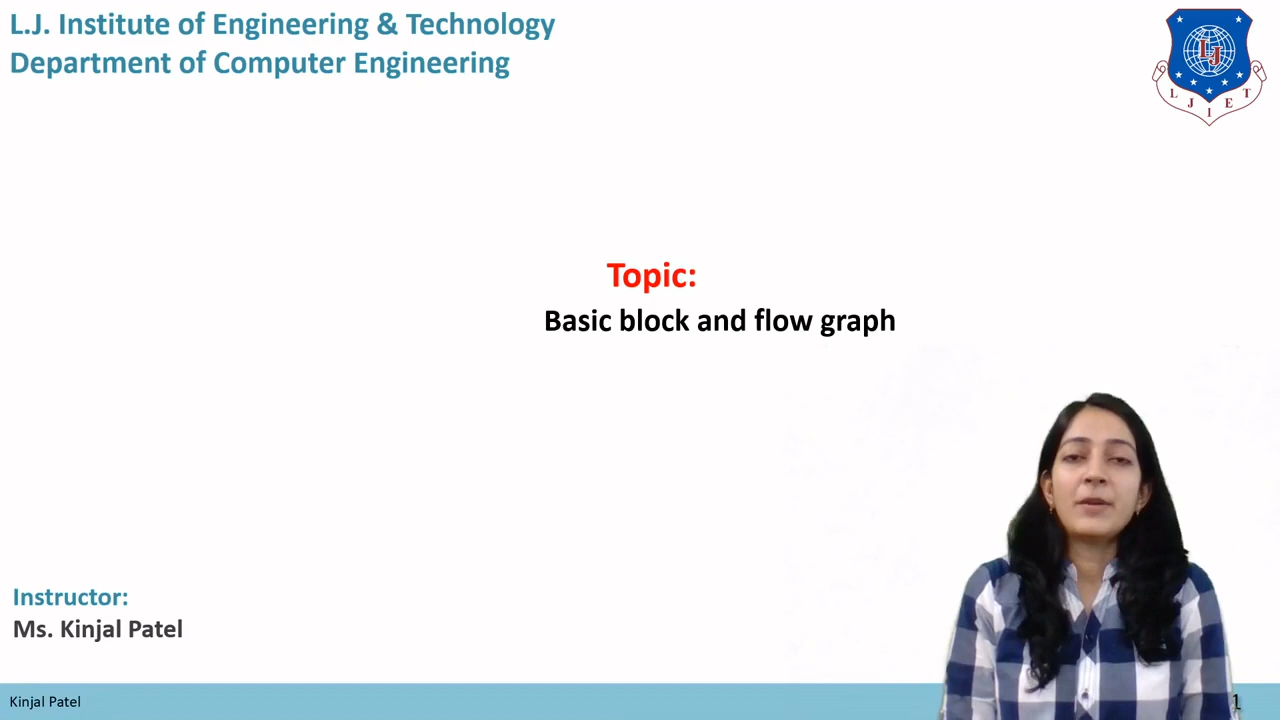 L.J. Institute of Engineering & Technology
Department of Computer Engineering
LJ
L J I E T
Topic:
Basic block and flow graph
Instructor:
Ms. Kinjal Patel
Kinjal Patel
1